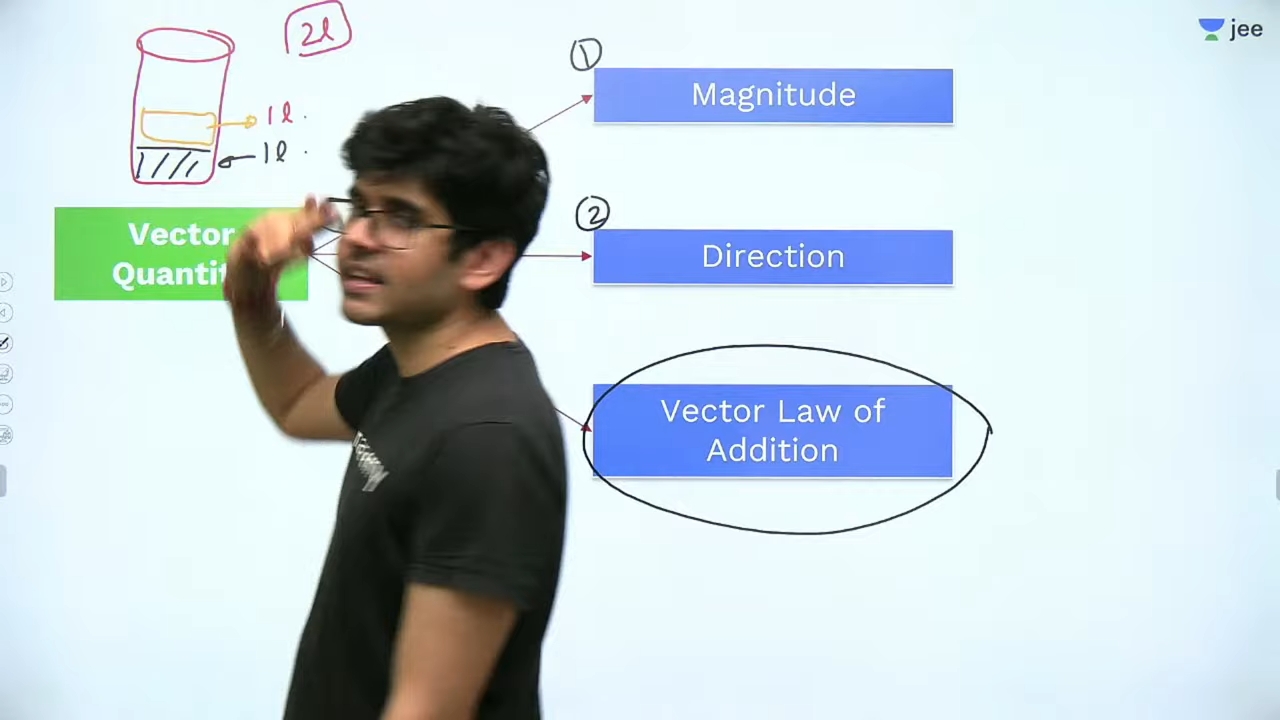 2l
jee
1
Magnitude
1l.
1l.
2
Vector
Quantit
Direction
Vector Law of
Addition